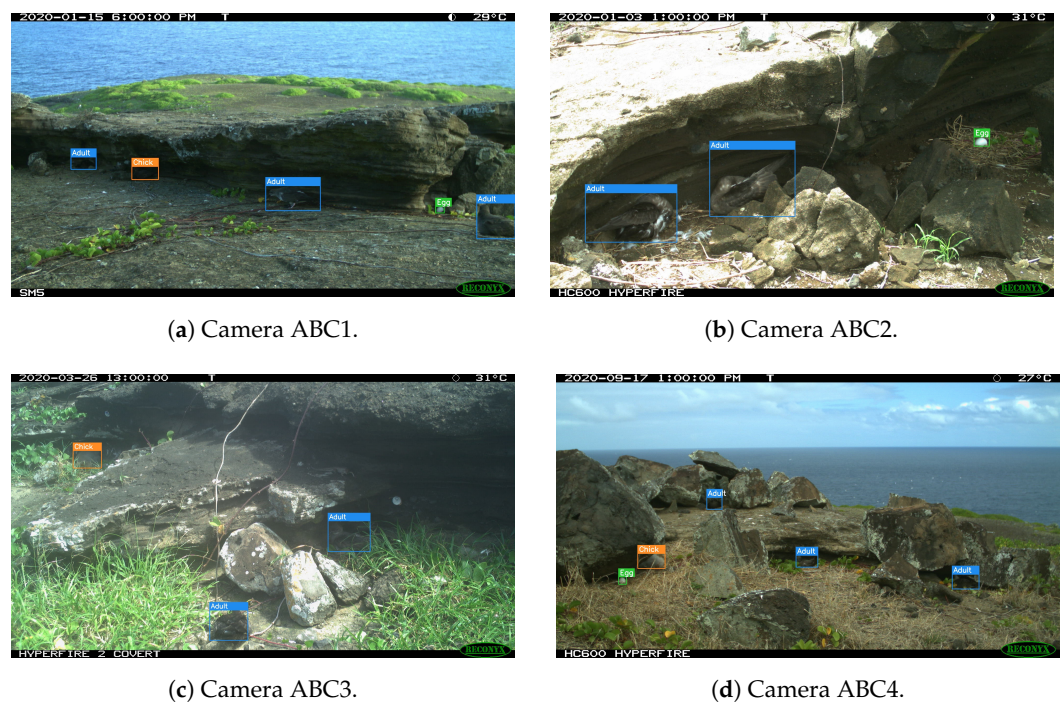 2020-01-15 6:00:00 PM T 29°C
Adult
Chick
Adult
Adult
Egg
SM5
RECONYX
(a) Camera ABC1.
2020-01-03 1:00:00 PM T 31°C
Egg
Adult
Adult
HC600 HYPERFIRE
RECONYX
(b) Camera ABC2.
2020-03-26 13:00:00 T 31°C
Chick
Adult
Adult
HYPERFIRE 2 COVERT
RECONYX
(c) Camera ABC3.
2020-09-17 1:00:00 PM T 27°C
Adult
Chick
Adult
Egg
Adult
HC600 HYPERFIRE
RECONYX
(d) Camera ABC4.